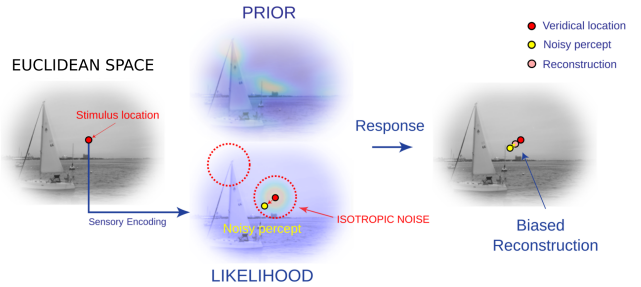 PRIOR
Veridical location
Noisy percept
Reconstruction
EUCLIDEAN SPACE
Stimulus location
Response
Sensory Encoding
Noisy percept
ISOTROPIC NOISE
LIKELIHOOD
Biased
Reconstruction